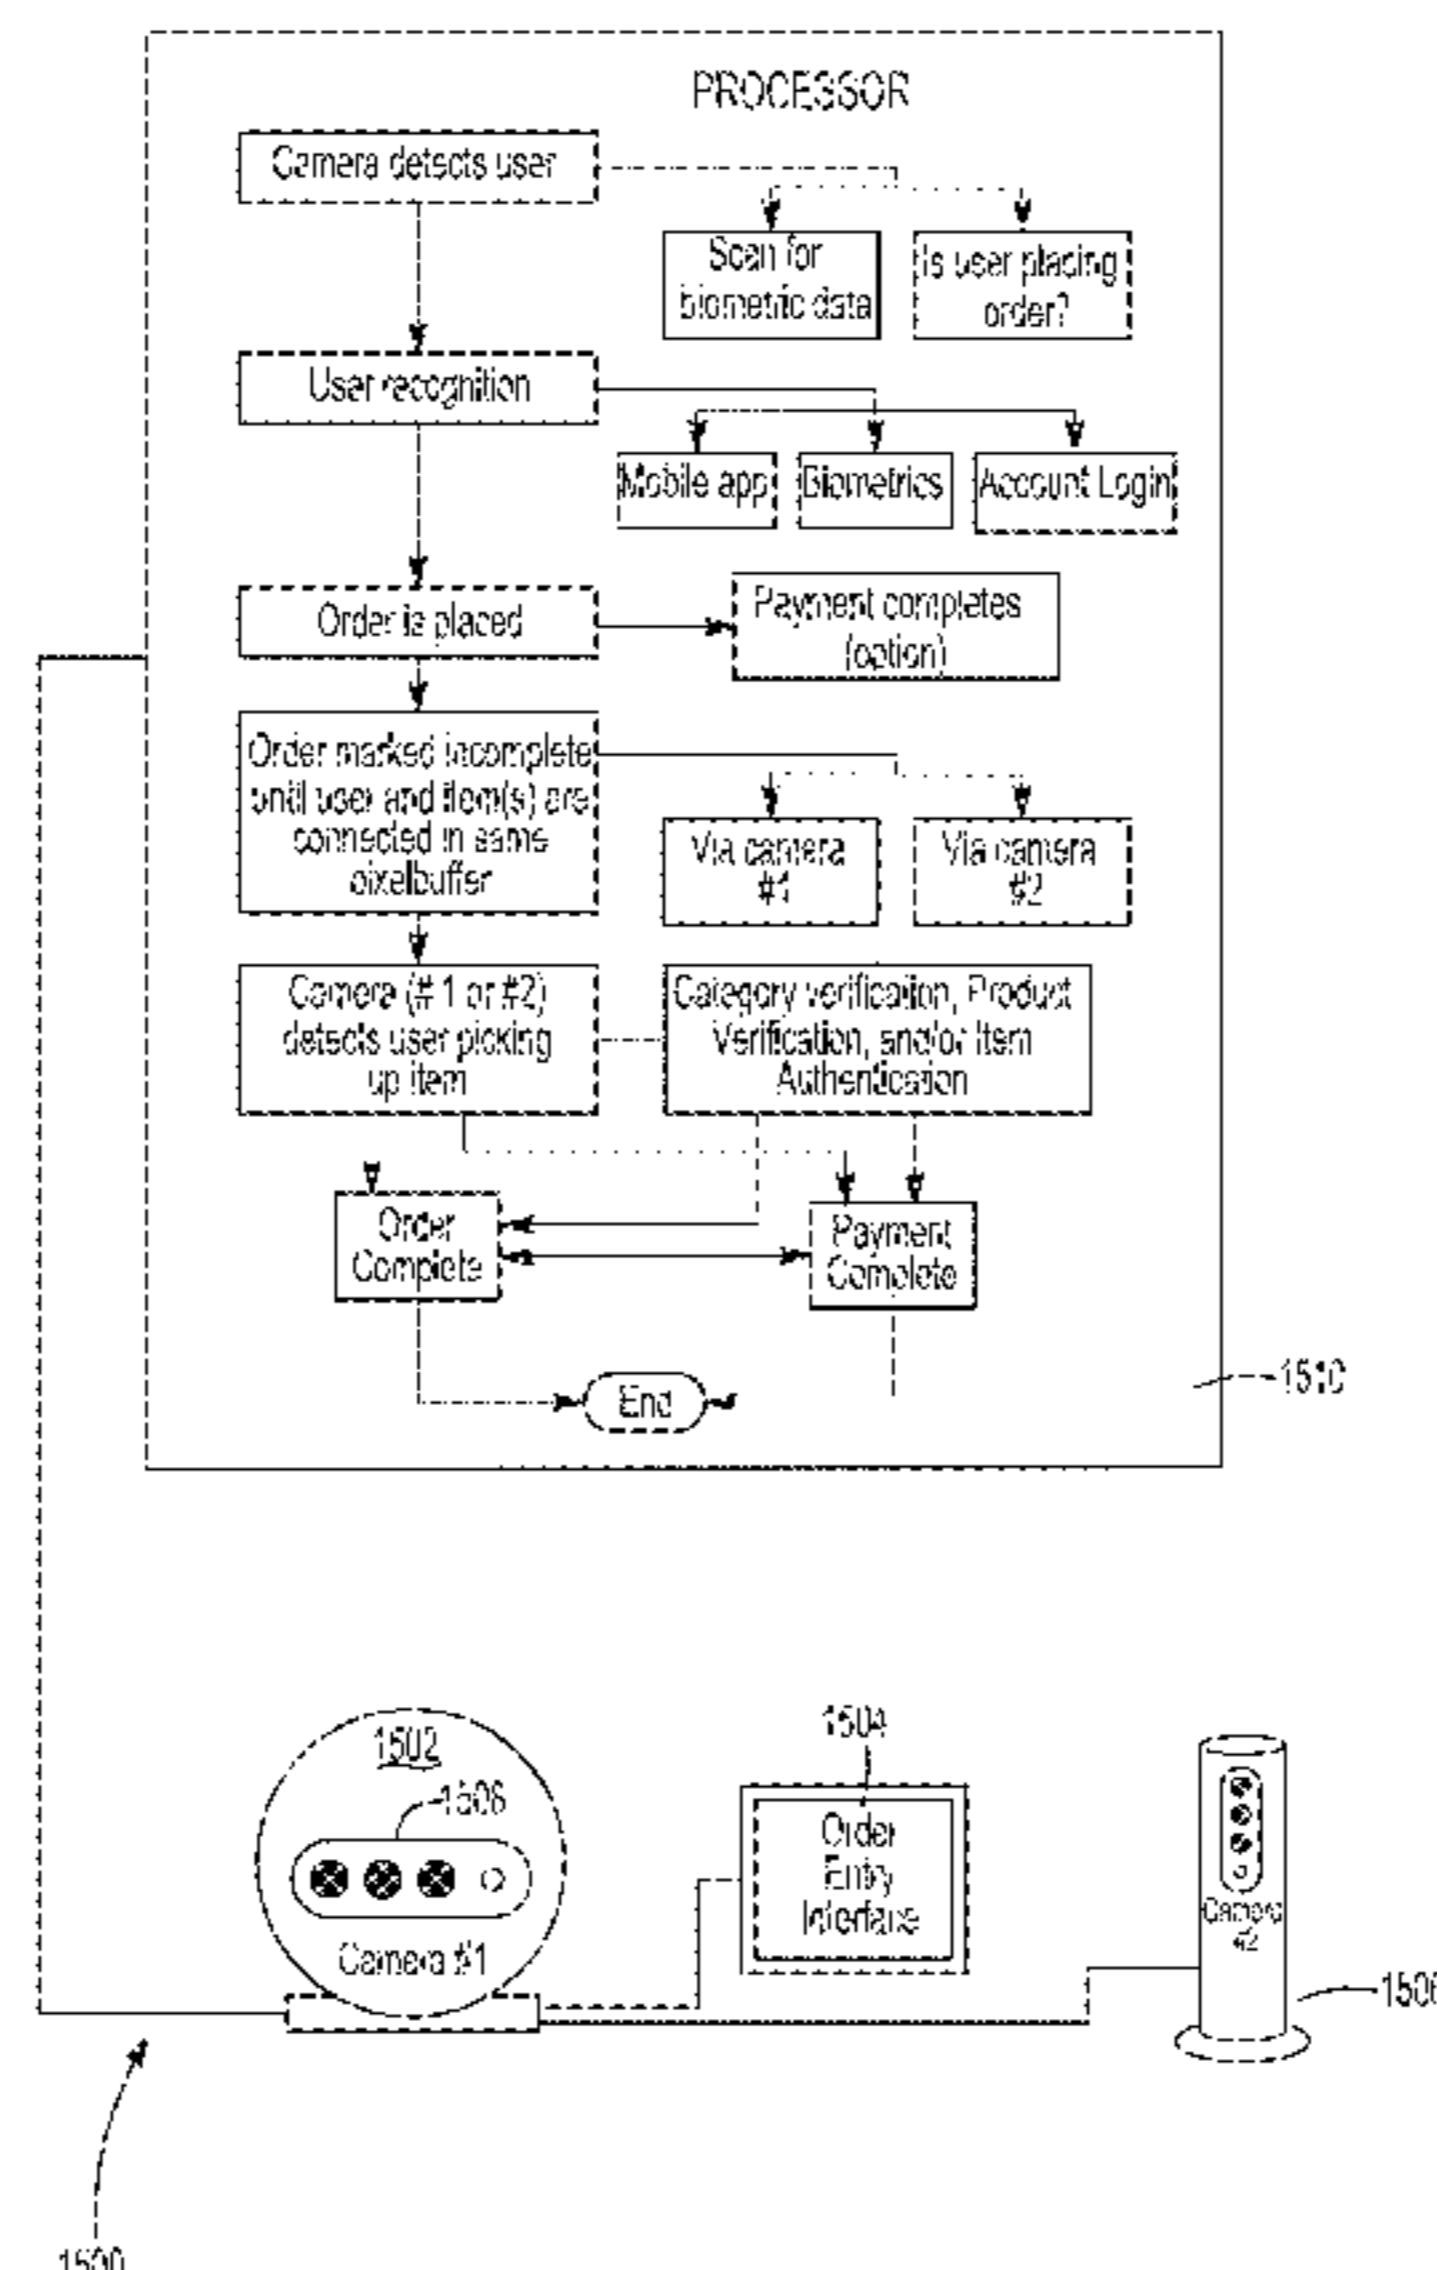 PROCESSOR
Camera detects user
Scan for
biometric data
Is user placing
order?
User recognition
Mobile app
Biometrics
Account Login
Order is placed
Payment completes
(option)
Order marked incomplete
until user and item(s) are
connected in same
pixelbuffer
Via camera
#1
Via camera
#2
Camera (# 1 or #2)
detects user picking
up item
Category verification, Product
Verification, and/or Item
Authentication
Order
Complete
Payment
Complete
End
1510
1502
Camera #1
1504
Order
Entry
Interface
Camera
#2
1500